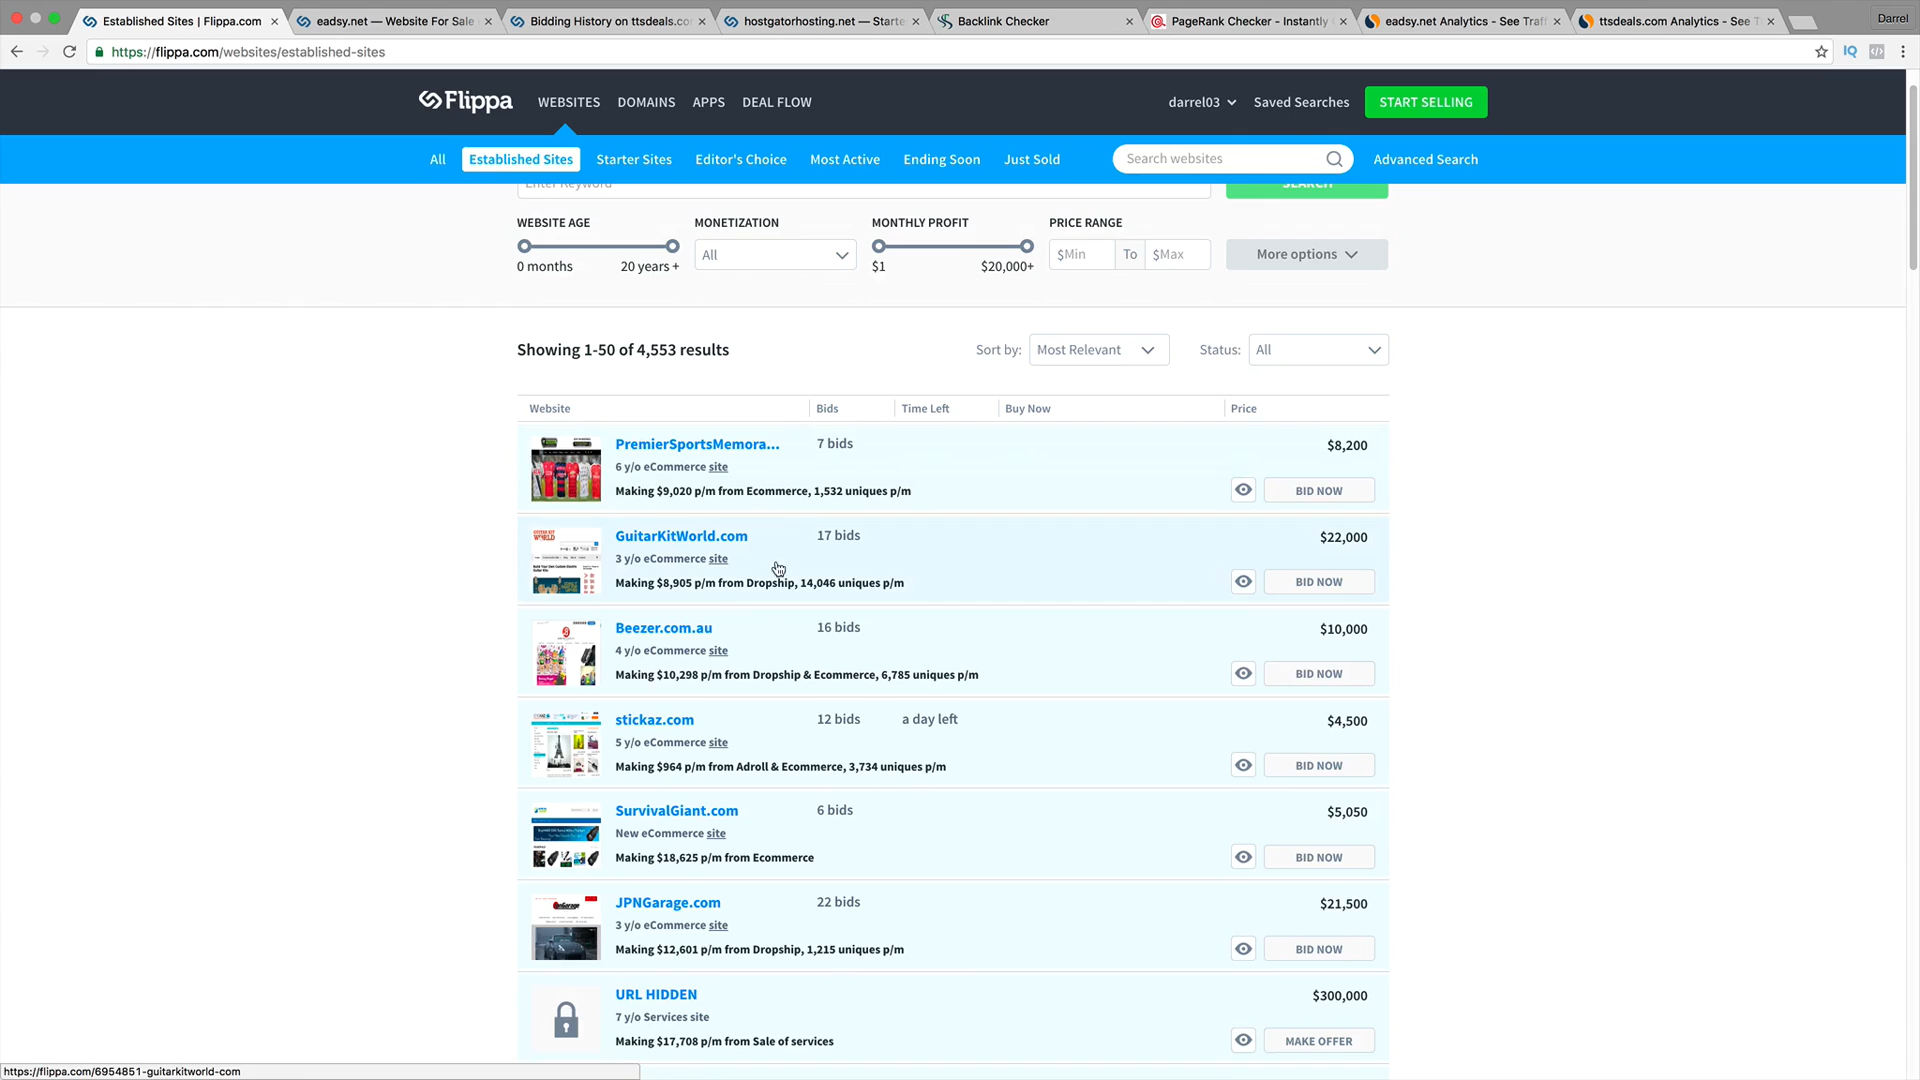 Established Sites | Flippa.com
eadsy.net — Website For Sale
Bidding History on ttsdeals.co
hostgatorhosting.net — Starte
Backlink Checker
PageRank Checker - Instantly
eadsy.net Analytics - See Traf
ttsdeals.com Analytics - See T
Darrel
https://flippa.com/websites/established-sites
IQ
Flippa
WEBSITES
DOMAINS
APPS
DEAL FLOW
darrel03
Saved Searches
START SELLING
All
Established Sites
Starter Sites
Editor's Choice
Most Active
Ending Soon
Just Sold
Search websites
Advanced Search
Enter Keyword
SEARCH
WEBSITE AGE
MONETIZATION
MONTHLY PROFIT
PRICE RANGE
All
$Min
To
$Max
More options
0 months
20 years +
$1
$20,000+
Showing 1-50 of 4,553 results
Sort by:
Most Relevant
Status:
All
Website
Bids
Time Left
Buy Now
Price
PremierSportsMemora...
7 bids
$8,200
6 y/o eCommerce site
Making $9,020 p/m from Ecommerce, 1,532 uniques p/m
BID NOW
GuitarKitWorld.com
17 bids
$22,000
3 y/o eCommerce site
Making $8,905 p/m from Dropship, 14,046 uniques p/m
BID NOW
Beezer.com.au
16 bids
$10,000
4 y/o eCommerce site
Making $10,298 p/m from Dropship & Ecommerce, 6,785 uniques p/m
BID NOW
stickaz.com
12 bids
a day left
$4,500
5 y/o eCommerce site
Making $964 p/m from Adroll & Ecommerce, 3,734 uniques p/m
BID NOW
SurvivalGiant.com
6 bids
$5,050
New eCommerce site
Making $18,625 p/m from Ecommerce
BID NOW
JPNGarage.com
22 bids
$21,500
3 y/o eCommerce site
Making $12,601 p/m from Dropship, 1,215 uniques p/m
BID NOW
URL HIDDEN
$300,000
7 y/o Services site
Making $17,708 p/m from Sale of services
MAKE OFFER
https://flippa.com/6954851-guitarkitworld-com